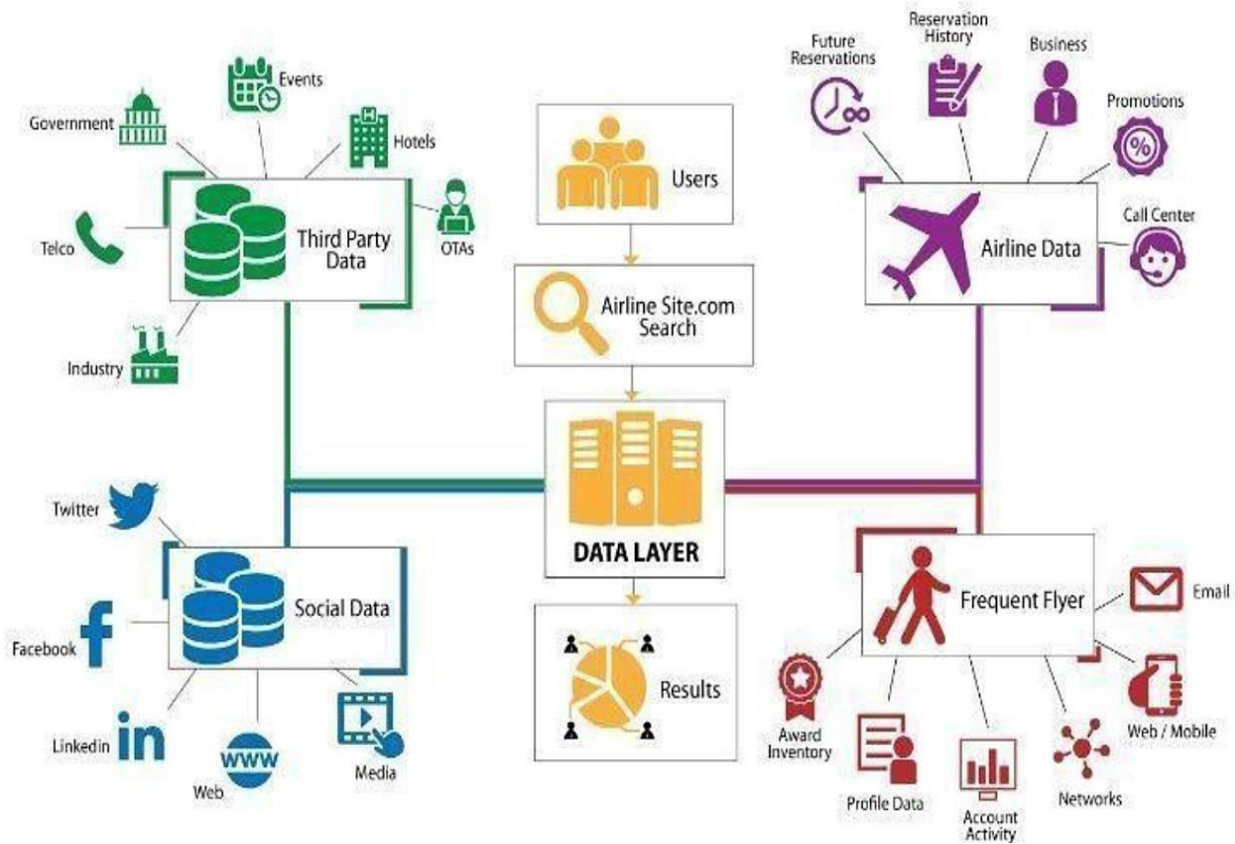 Government
Events
Hotels
Telco
Third Party
Data
OTAs
Industry
Users
Airline Site.com
Search
DATA LAYER
Results
Future
Reservations
Reservation
History
Business
Promotions
%
Airline Data
Call Center
Twitter
Facebook
f
Social Data
Linkedin
in
Web
www
Media
H
Frequent Flyer
Email
Award
Inventory
Profile Data
Account
Activity
Networks
Web / Mobile